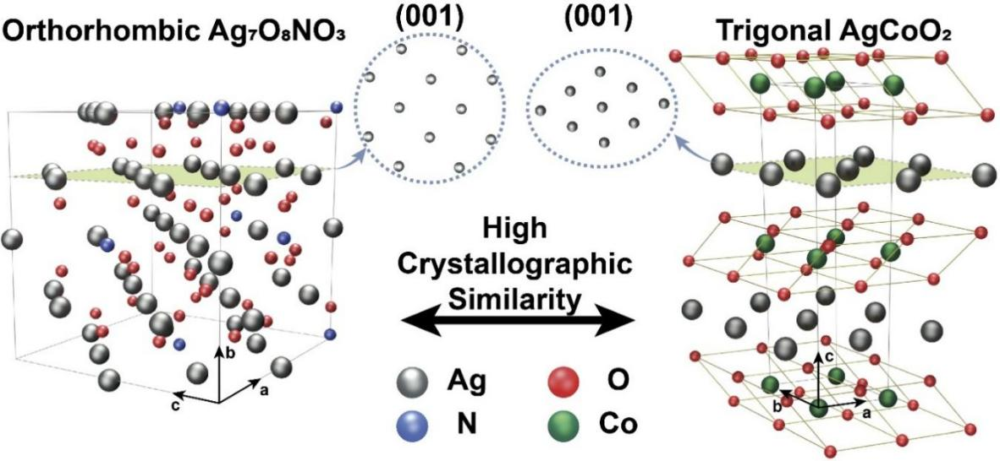 Orthorhombic Ag₇O₈NO₃
(001)
(001)
Trigonal AgCoO₂
High
Crystallographic
Similarity
Ag
O
N
Co
b
a
c
c
b
a